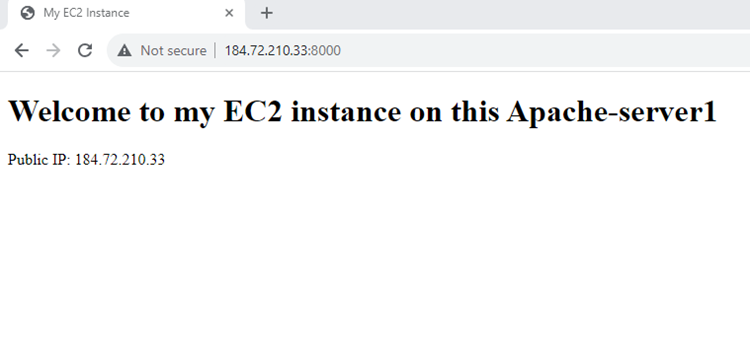 My EC2 Instance
Not secure | 184.72.210.33:8000
Welcome to my EC2 instance on this Apache-server1
Public IP: 184.72.210.33